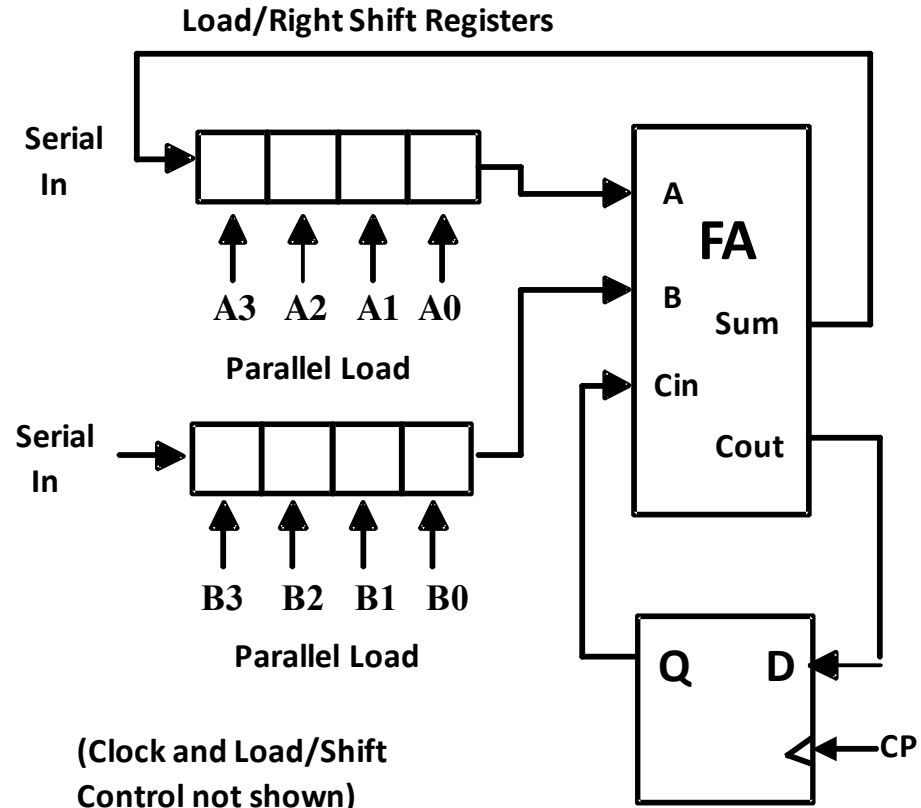 Load/Right Shift Registers
Serial
In
A3 A2 A1 A0
Parallel Load
Serial
In
B3 B2 B1 B0
Parallel Load
(Clock and Load/Shift
Control not shown)
A
FA
B
Sum
Cin
Cout
Q D
CP